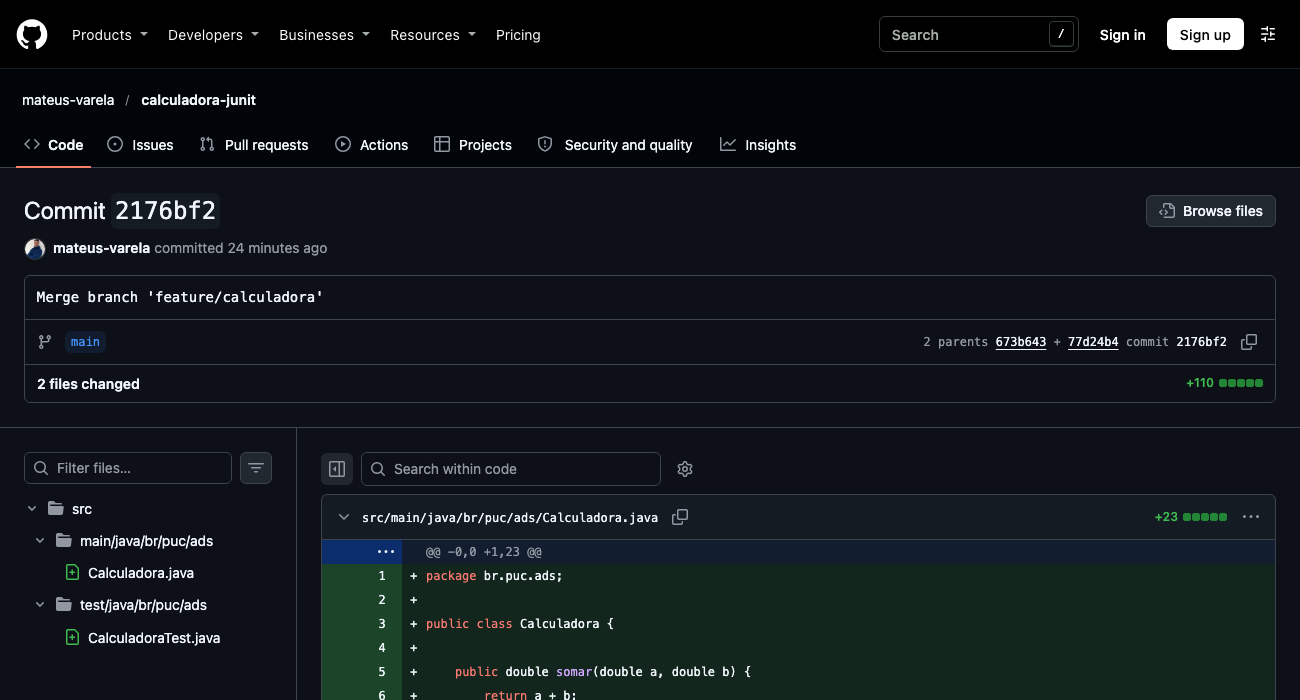 Products Developers Businesses Resources Pricing Search / Sign in Sign up
mateus-varela / calculadora-junit
Code Issues Pull requests Actions Projects Security and quality Insights
Commit 2176bf2
Browse files
mateus-varela committed 24 minutes ago
Merge branch 'feature/calculadora'
main 2 parents 673b643 + 77d24b4 commit 2176bf2
2 files changed +110
Filter files...
src
main/java/br/puc/ads
Calculadora.java
test/java/br/puc/ads
CalculadoraTest.java
Search within code
src/main/java/br/puc/ads/Calculadora.java +23 ...
... @@ -0,0 +1,23 @@
1 + package br.puc.ads;
2 +
3 + public class Calculadora {
4 +
5 + public double somar(double a, double b) {
6 + return a + b;